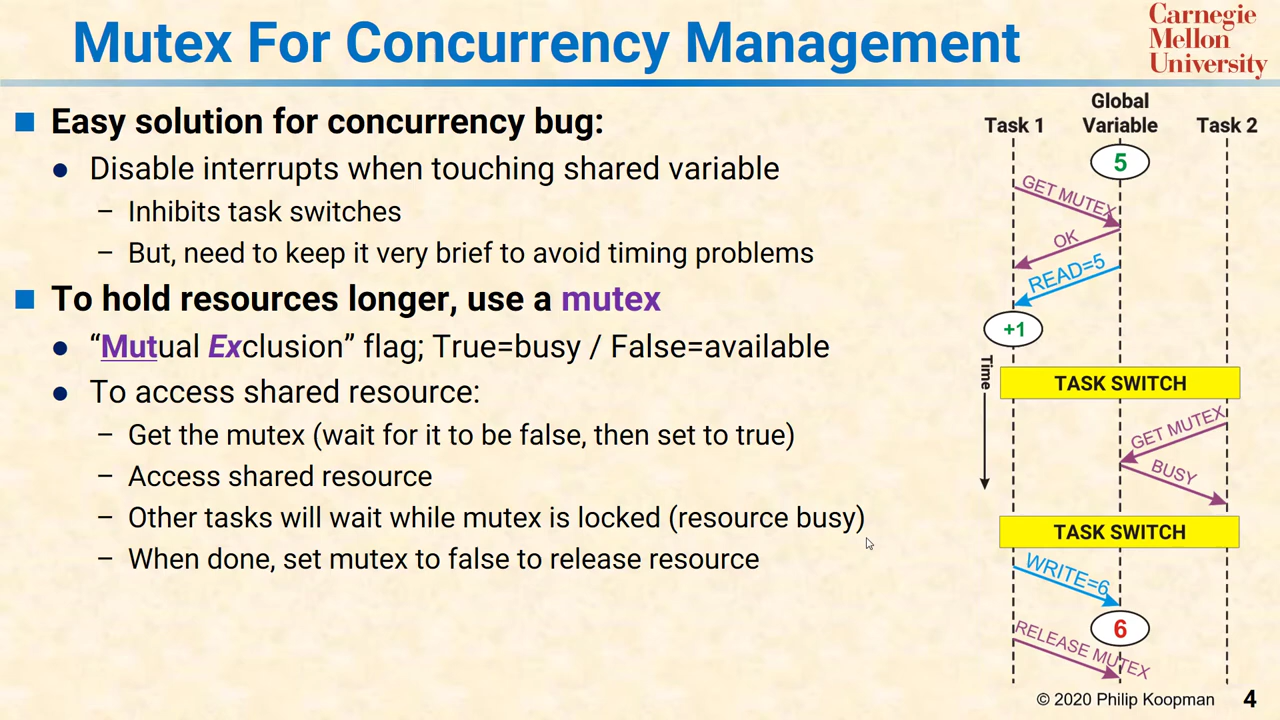 Mutex For Concurrency Management
Carnegie
Mellon
University
Easy solution for concurrency bug:
Disable interrupts when touching shared variable
– Inhibits task switches
– But, need to keep it very brief to avoid timing problems
To hold resources longer, use a mutex
“Mutual Exclusion” flag; True=busy / False=available
To access shared resource:
– Get the mutex (wait for it to be false, then set to true)
– Access shared resource
– Other tasks will wait while mutex is locked (resource busy)
– When done, set mutex to false to release resource
Task 1
Global
Variable
Task 2
5
GET MUTEX
OK
READ=5
+1
Time
TASK SWITCH
GET MUTEX
BUSY
TASK SWITCH
WRITE=6
6
RELEASE MUTEX
© 2020 Philip Koopman
4